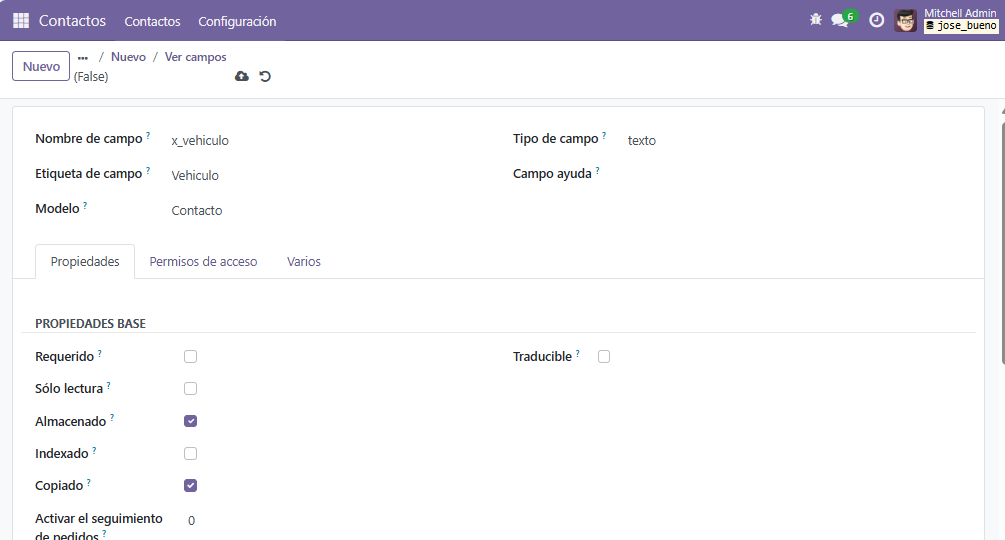 Contactos Contactos Configuración 6 Mitchell Admin
jose_bueno
Nuevo ... / Nuevo / Ver campos
(False)
Nombre de campo ? x_vehiculo Tipo de campo ? texto
Etiqueta de campo ? Vehiculo Campo ayuda ?
Modelo ? Contacto
Propiedades Permisos de acceso Varios
PROPIEDADES BASE
Requerido ? Traducible ?
Sólo lectura ?
Almacenado ?
Indexado ?
Copiado ?
Activar el seguimiento 0
de pedidos ?